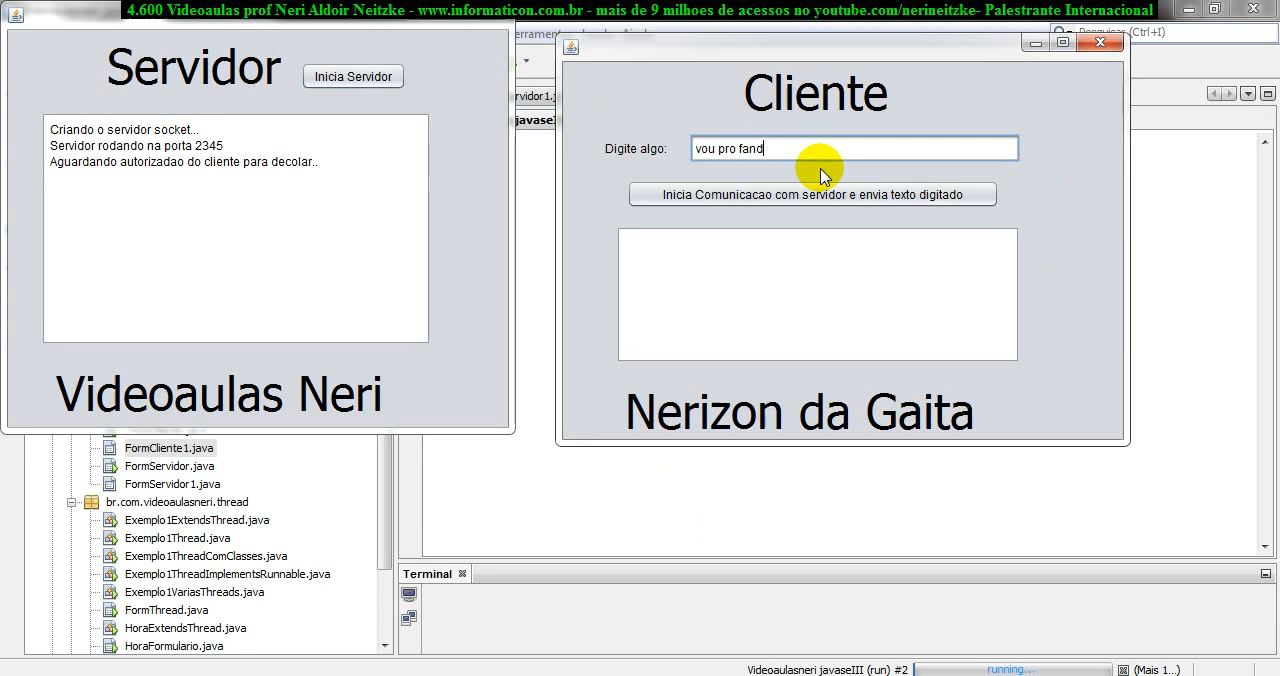 4.600 Videoaulas prof Neri Aldoir Neitzke - www.informaticon.com.br - mais de 9 milhoes de acessos no youtube.com/nerineitzke- Palestrante Internacional
Pesquisar (Ctrl+I)
Servidor
Inicia Servidor
Criando o servidor socket...
Servidor rodando na porta 2345
Aguardando autorizadao do cliente para decolar..
Videoaulas Neri
Cliente
Digite algo:
vou pro fand
Inicia Comunicacao com servidor e envia texto digitado
Nerizon da Gaita
FormCliente1.java
FormServidor.java
FormServidor1.java
br.com.videoaulasneri.thread
Exemplo1ExtendsThread.java
Exemplo1Thread.java
Exemplo1ThreadComClasses.java
Exemplo1ThreadImplementsRunnable.java
Exemplo1VariasThreads.java
FormThread.java
HoraExtendsThread.java
HoraFormulario.java
Terminal
Videoaulasneri javaseIII (run) #2
running...
(Mais 1...)